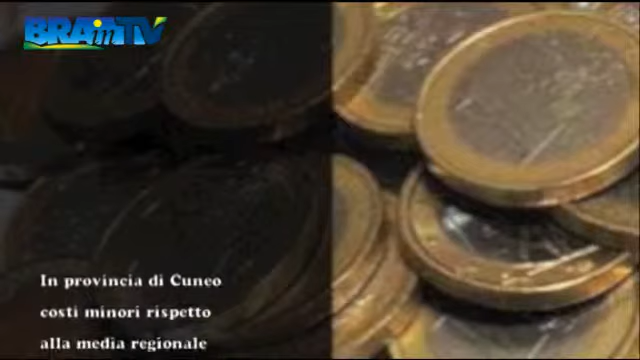 BRAinTV
In provincia di Cuneo
costi minori rispetto
alla media regionale